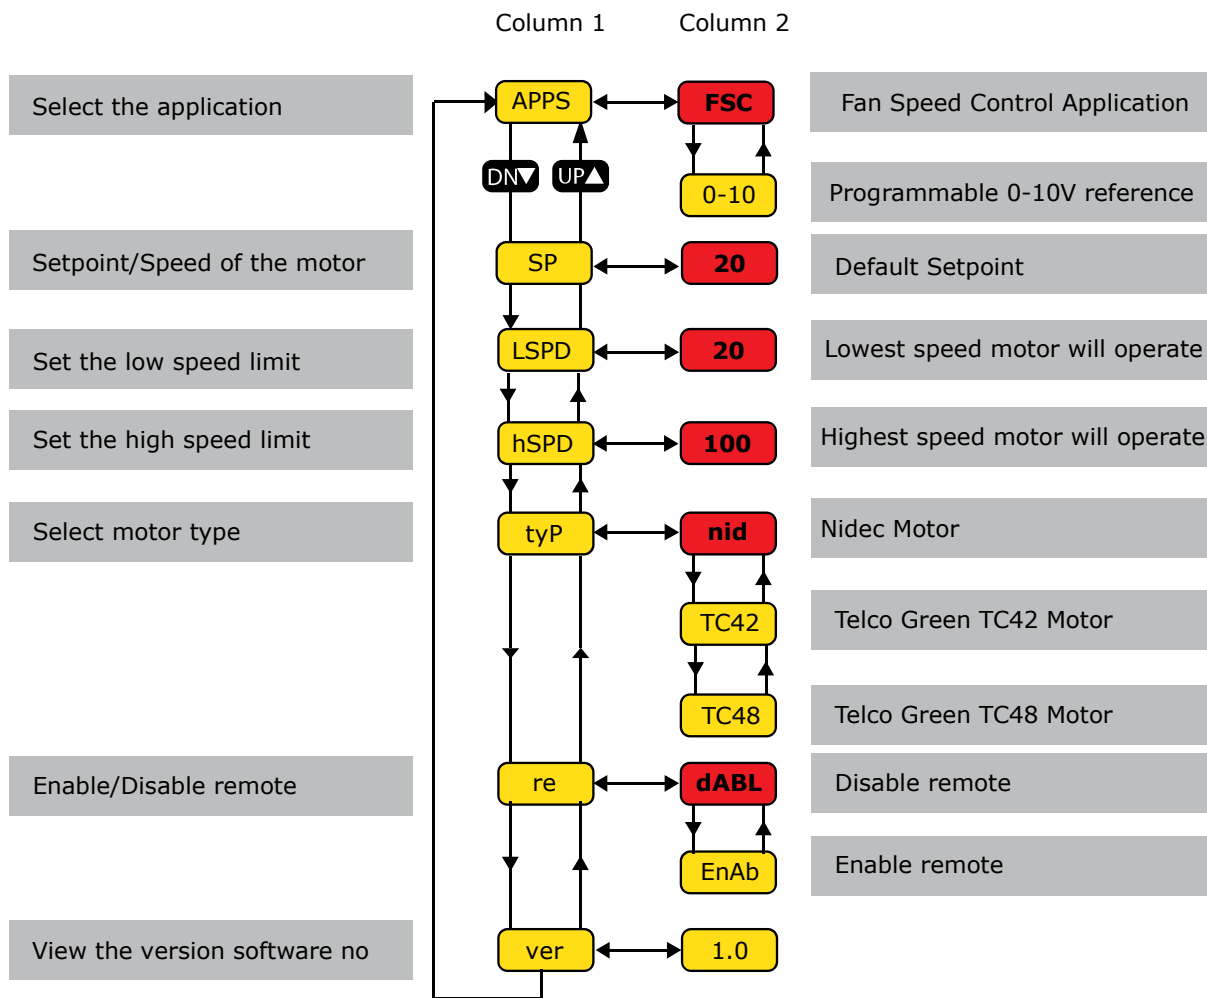 Column 1 Column 2
Select the application APPS FSC Fan Speed Control Application
DN▼ UP▲ 0-10 Programmable 0-10V reference
Setpoint/Speed of the motor SP 20 Default Setpoint
Set the low speed limit LSPD 20 Lowest speed motor will operate
Set the high speed limit hSPD 100 Highest speed motor will operate
Select motor type tyP nid Nidec Motor
TC42 Telco Green TC42 Motor
TC48 Telco Green TC48 Motor
Enable/Disable remote re dABL Disable remote
EnAb Enable remote
View the version software no ver 1.0